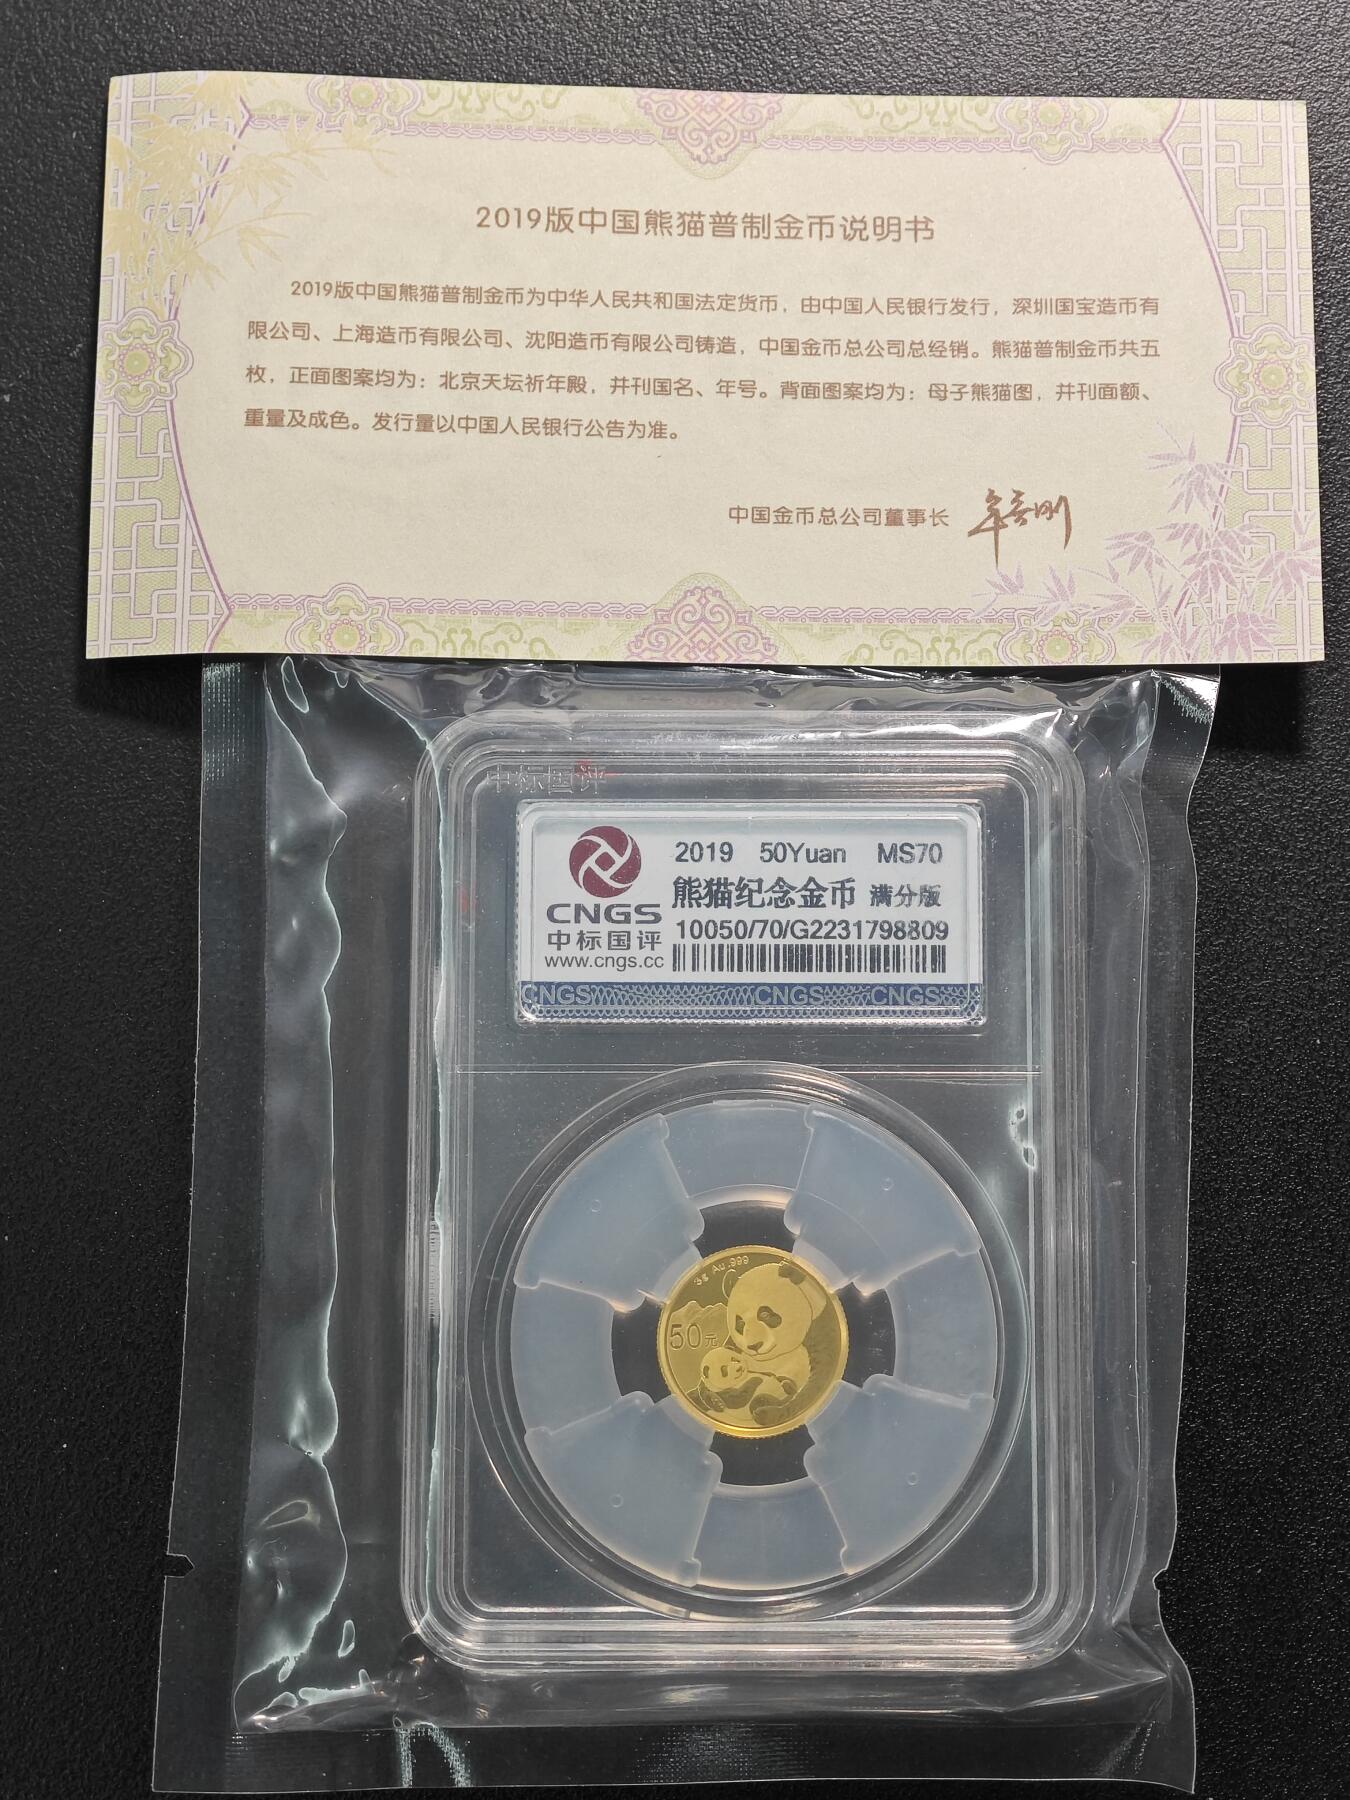 2019版中国熊猫普制金币说明书
2019版中国熊猫普制金币为中华人民共和国法定货币，由中国人民银行发行，深圳国宝造币有
限公司、上海造币有限公司、沈阳造币有限公司铸造，中国金币总公司总经销。熊猫普制金币共五
枚，正面图案均为：北京天坛祈年殿，并刊国名、年号。背面图案均为：母子熊猫图，并刊面额、
重量及成色。发行量以中国人民银行公告为准。
中国金币总公司董事长
中标国评
2019 50Yuan MS70
熊猫纪念金币 满分版
CNGS
10050/70/G2231798809
中标国评
www.cngs.cc
CNGS CNGS CNGS
3g Au .999
50元